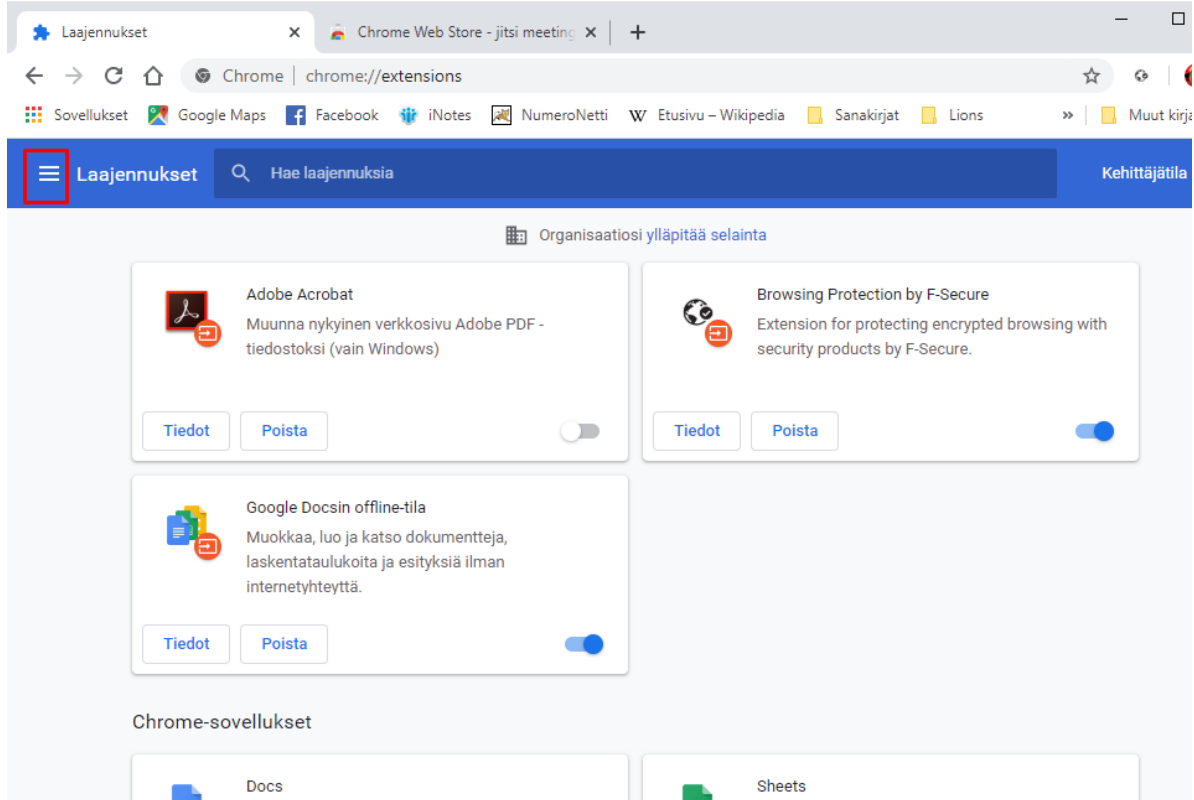 Laajennukset
Chrome Web Store - jitsi meeting
Chrome | chrome://extensions
Sovellukset Google Maps Facebook iNotes NumeroNetti W Etusivu – Wikipedia Sanakirjat Lions » Muut kirja
Laajennukset Hae laajennuksia Kehittäjätila
Organisaatiosi ylläpitää selainta
Adobe Acrobat
Muunna nykyinen verkkosivu Adobe PDF -
tiedostoksi (vain Windows)
Tiedot Poista
Browsing Protection by F-Secure
Extension for protecting encrypted browsing with
security products by F-Secure.
Tiedot Poista
Google Docsin offline-tila
Muokkaa, luo ja katso dokumentteja,
laskentataulukoita ja esityksiä ilman
internetyhteyttä.
Tiedot Poista
Chrome-sovellukset
Docs
Sheets